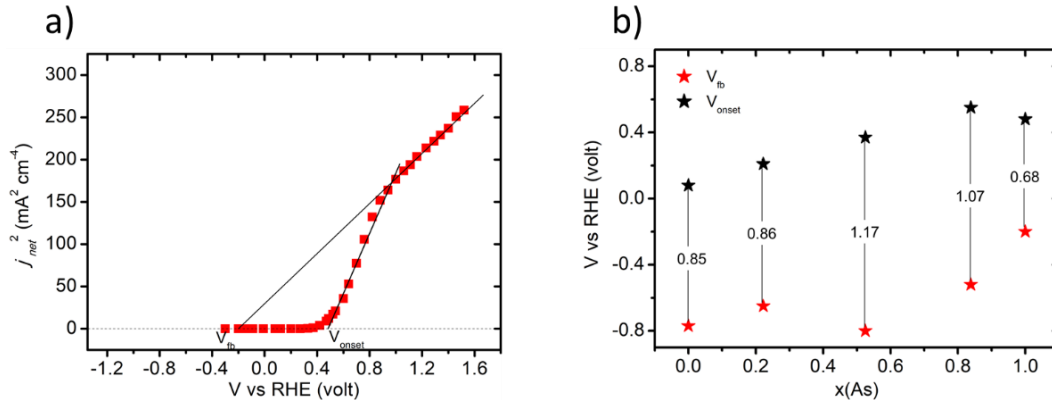 a)
300
250
200
150
100
50
0
j_net^2 (mA^2 cm^-4)
V_fb
V_onset
-1.2 -0.8 -0.4 0.0 0.4 0.8 1.2 1.6
V vs RHE (volt)
b)
V_fb
V_onset
0.8
0.4
0.0
-0.4
-0.8
V vs RHE (volt)
0.85
0.86
1.17
1.07
0.68
0.0 0.2 0.4 0.6 0.8 1.0
x(As)